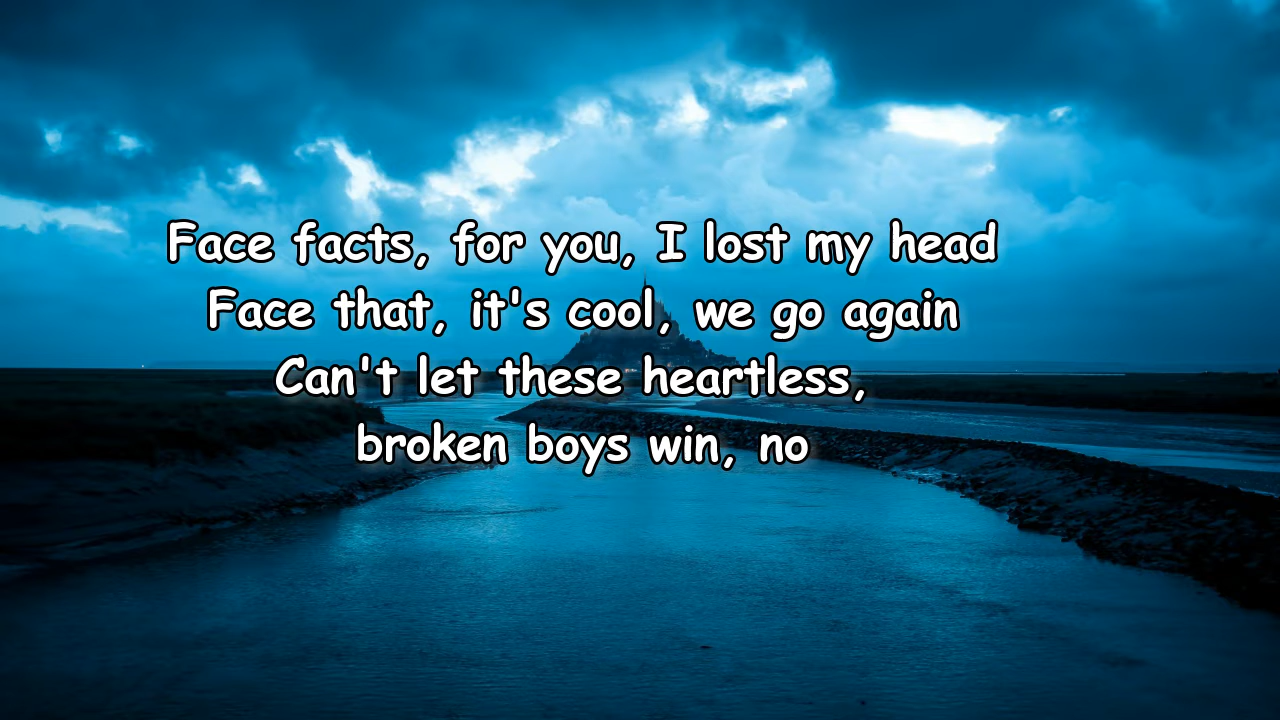 Face facts, for you, I lost my head
Face that, it's cool, we go again
Can't let these heartless,
broken boys win, no